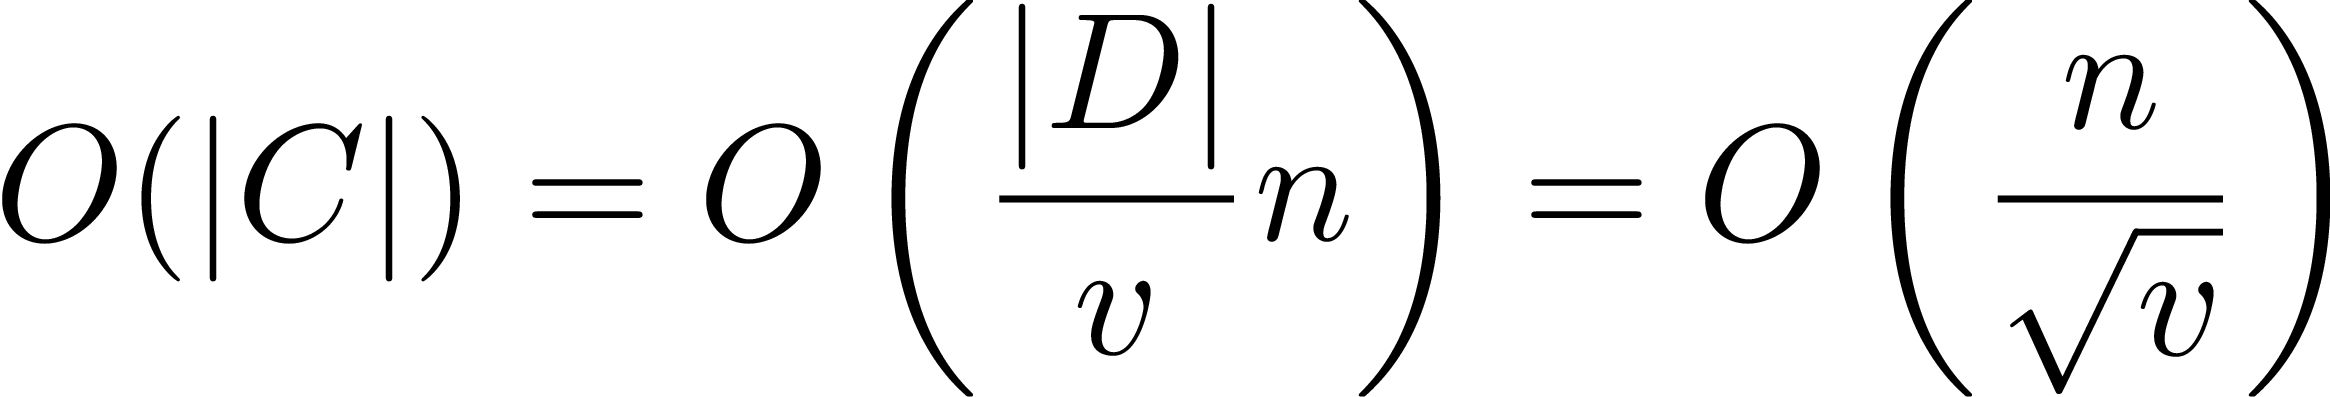 O(|C|) = O\left(\frac{|D|}{v}n\right) = O\left(\frac{n}{\sqrt{v}}\right)